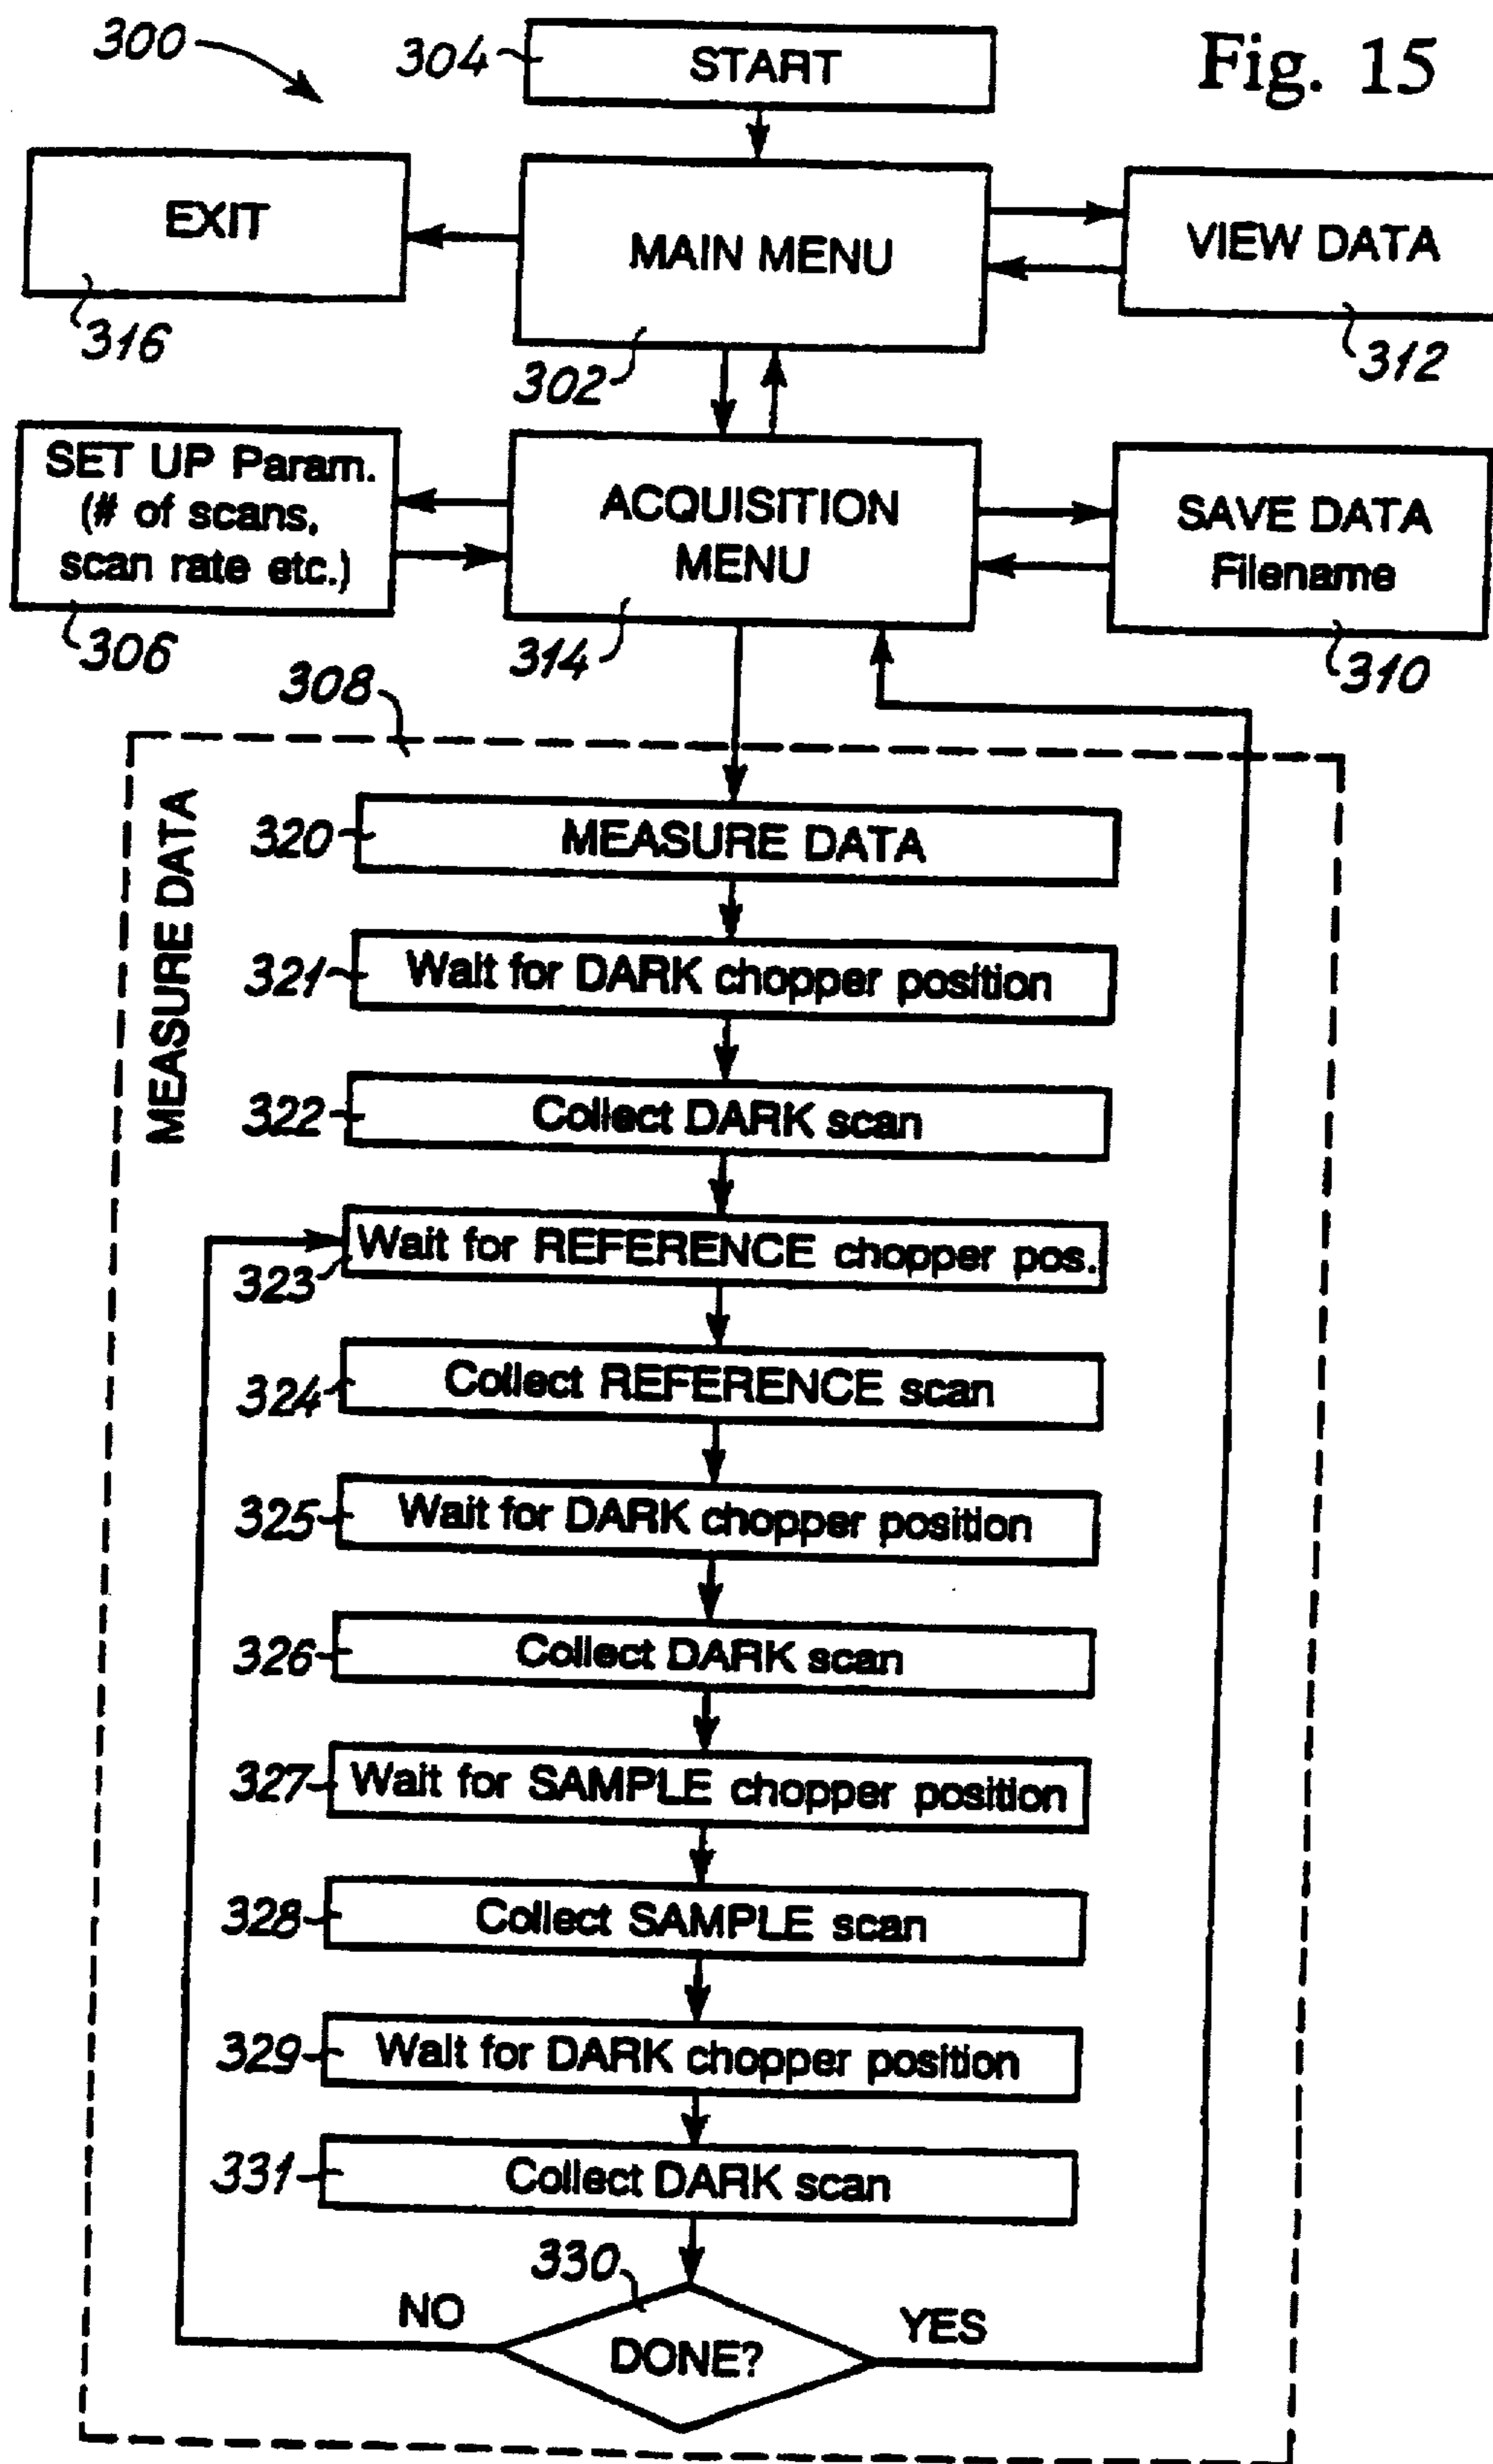 300
304
START
Fig. 15
EXIT
316
MAIN MENU
302
VIEW DATA
312
SET UP Param.
(# of scans,
scan rate etc.)
306
ACQUISITION
MENU
314
SAVE DATA
Filename
310
308
MEASURE DATA
320
MEASURE DATA
321
Wait for DARK chopper position
322
Collect DARK scan
323
Wait for REFERENCE chopper pos.
324
Collect REFERENCE scan
325
Wait for DARK chopper position
326
Collect DARK scan
327
Wait for SAMPLE chopper position
328
Collect SAMPLE scan
329
Wait for DARK chopper position
331
Collect DARK scan
330
NO
DONE?
YES